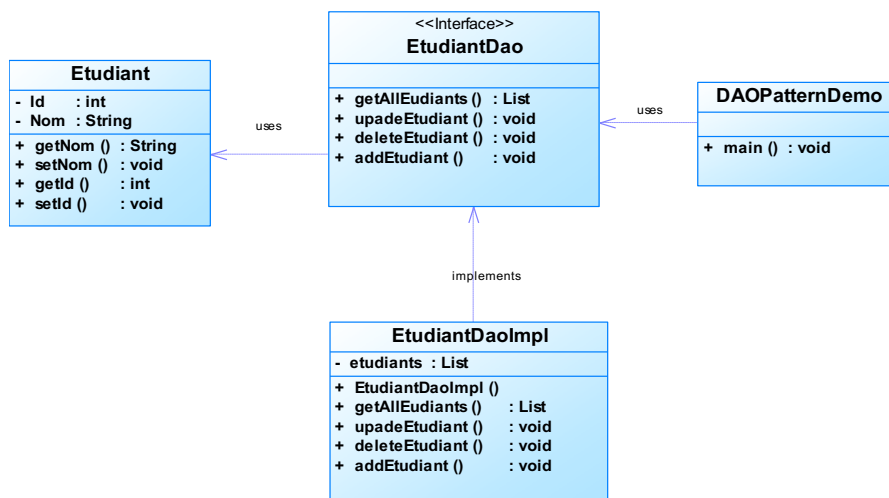 Etudiant
- Id : int
- Nom : String
+ getNom () : String
+ setNom () : void
+ getId () : int
+ setId () : void
uses
<<Interface>>
EtudiantDao
+ getAllEudiants () : List
+ upadeEtudiant () : void
+ deleteEtudiant () : void
+ addEtudiant () : void
uses
DAOPatternDemo
+ main () : void
implements
EtudiantDaoImpl
- etudiants : List
+ EtudiantDaoImpl ()
+ getAllEudiants () : List
+ upadeEtudiant () : void
+ deleteEtudiant () : void
+ addEtudiant () : void